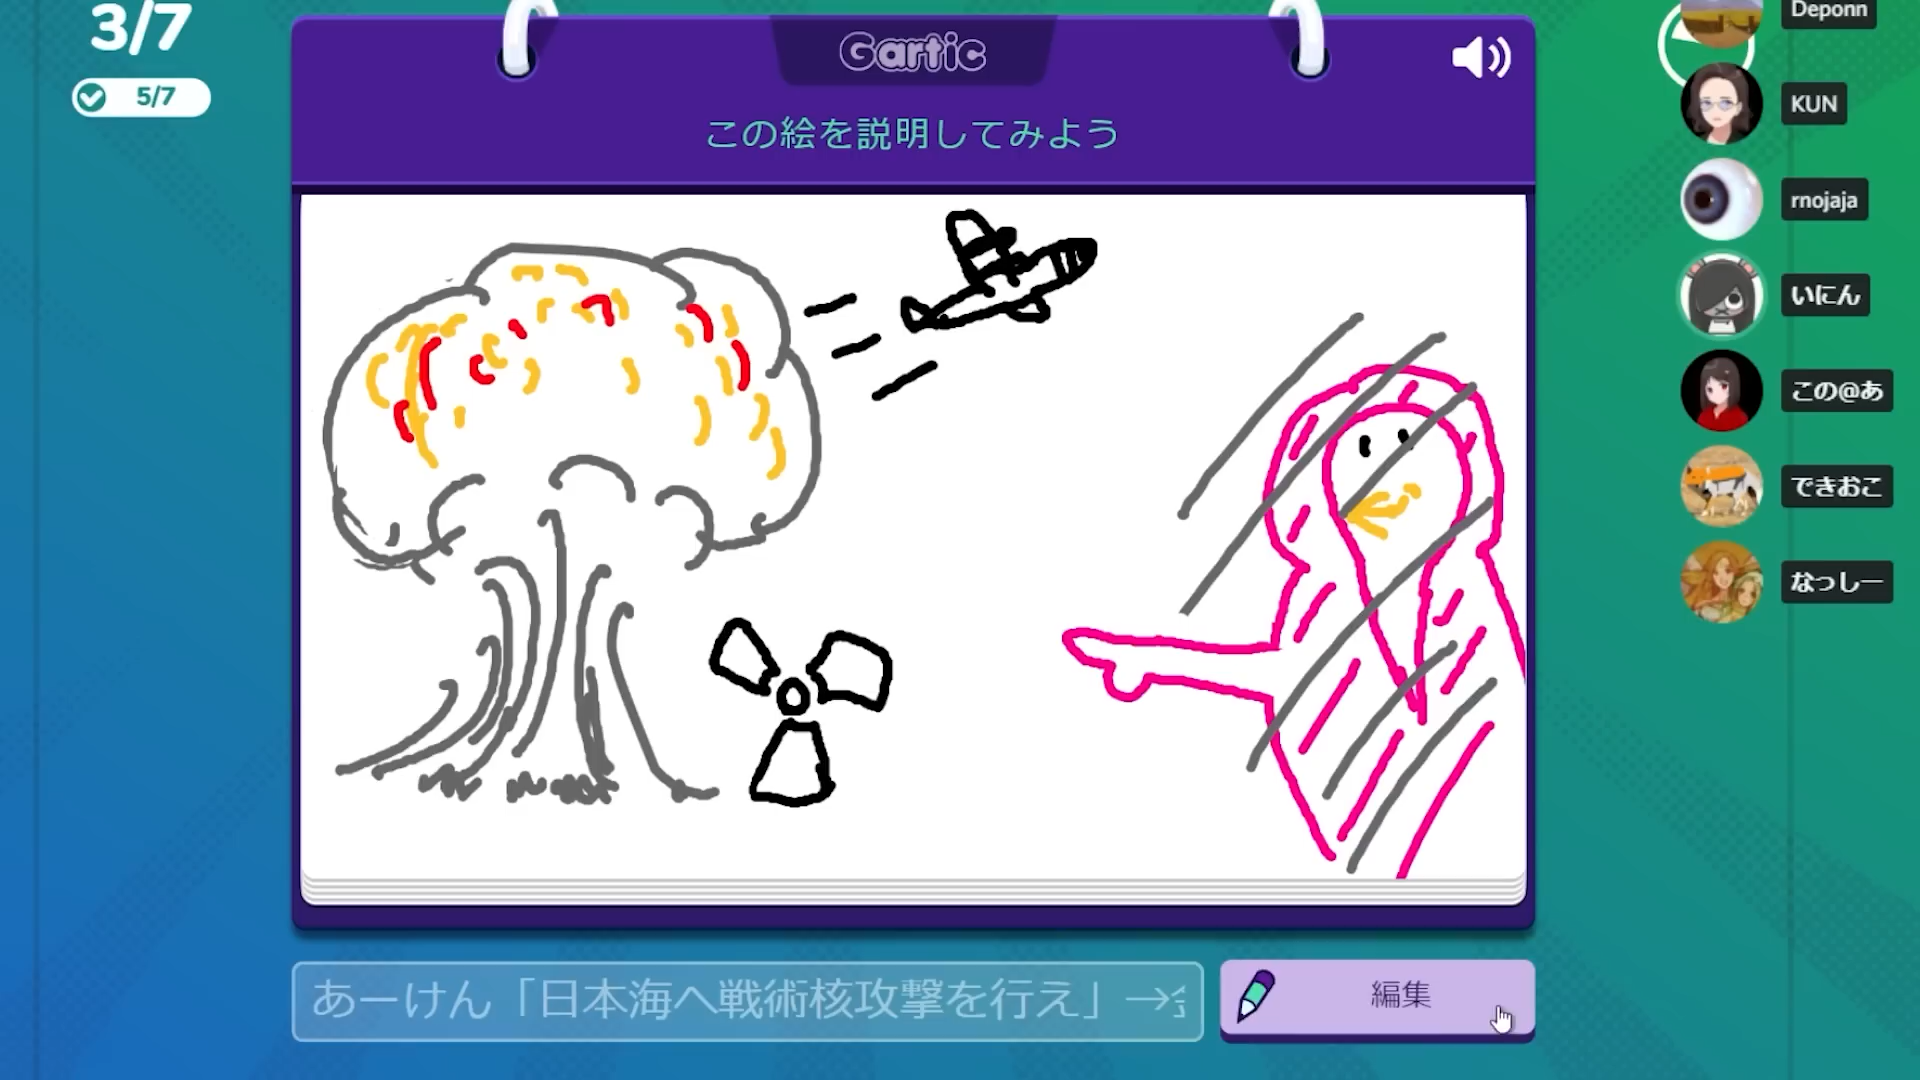 3/7
5/7
Gartic
この絵を説明してみよう
Deponn
KUN
rnojaja
いにん
この@あ
できおこ
なっしー
あーけん「日本海へ戦術核攻撃を行え」→
編集